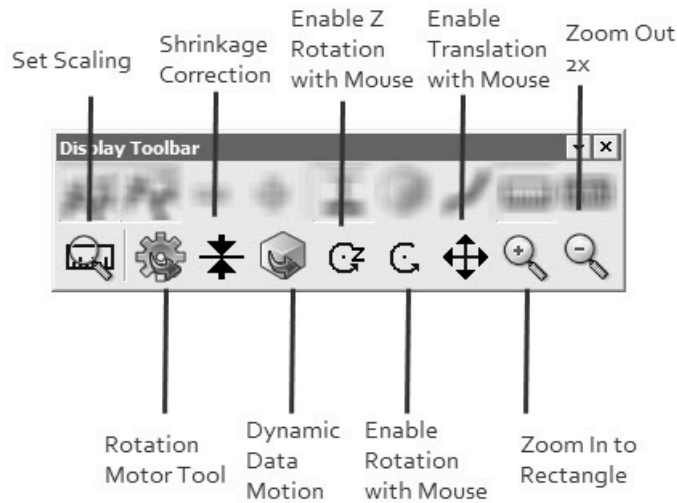 Set Scaling
Shrinkage
Correction
Enable Z
Rotation
with Mouse
Enable
Translation
with Mouse
Zoom Out
2x
Display Toolbar
z
Rotation
Motor Tool
Dynamic
Data
Motion
Enable
Rotation
with Mouse
Zoom In to
Rectangle